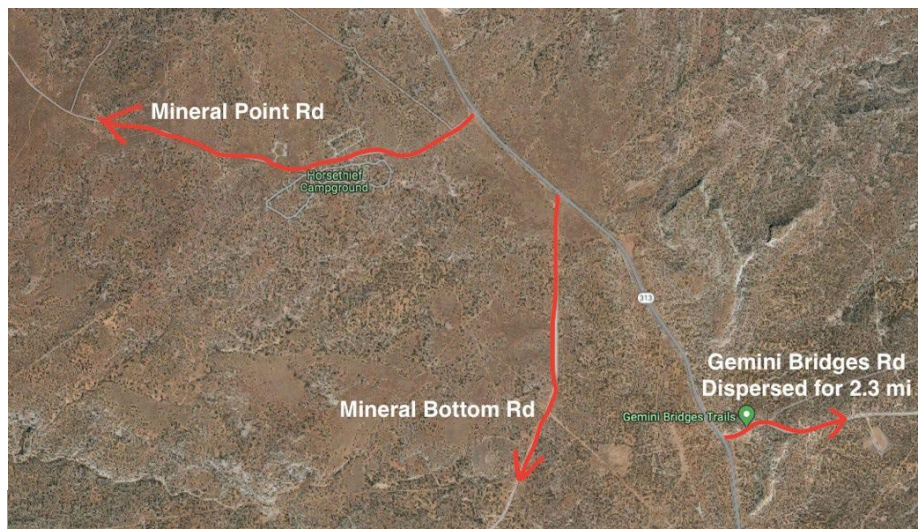 Mineral Point Rd
Horsethief
Campground
313
Gemini Bridges Rd
Dispersed for 2.3 mi
Mineral Bottom Rd
Gemini Bridges Trails